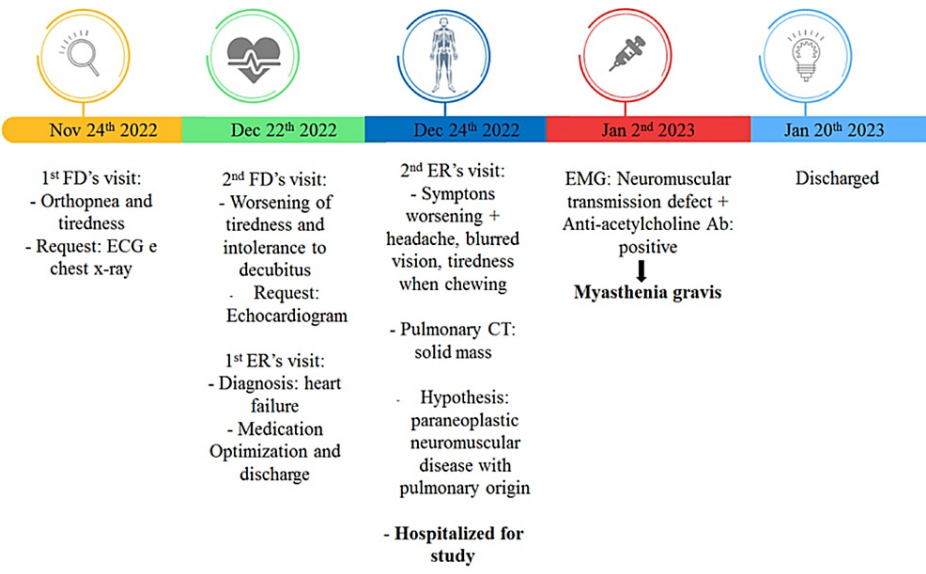 Nov 24th 2022
Dec 22th 2022
Dec 24th 2022
Jan 2nd 2023
Jan 20th 2023
1st FD's visit:
- Orthopnea and
tiredness
- Request: ECG e
chest x-ray
2nd FD's visit:
- Worsening of
tiredness and
intolerance to
decubitus
- Request:
Echocardiogram
1st ER's visit:
- Diagnosis: heart
failure
- Medication
Optimization and
discharge
2nd ER's visit:
- Symptons
worsening +
headache, blurred
vision, tiredness
when chewing
- Pulmonary CT:
solid mass
- Hypothesis:
paraneoplastic
neuromuscular
disease with
pulmonary origin
- Hospitalized for
study
EMG: Neuromuscular
transmission defect +
Anti-acetylcholine Ab:
positive
Myasthenia gravis
Discharged